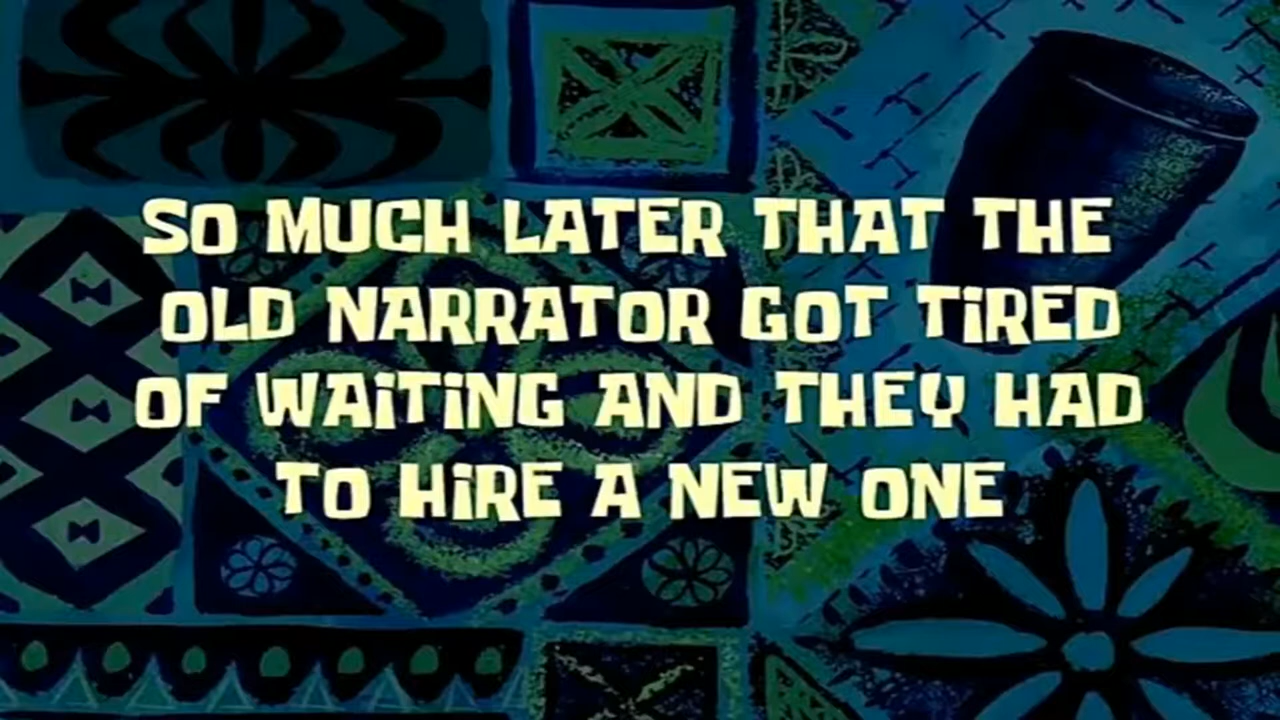 SO MUCH LATER THAT THE
OLD NARRATOR GOT TiRED
OF WAiTiNG AND THEY HAD
TO HiRE A NEW ONE